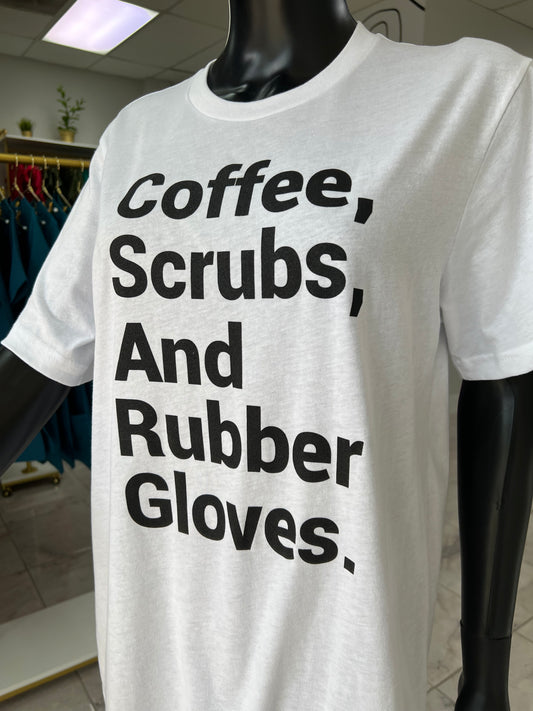 Coffee,
Scrubs,
And
Rubber
Gloves.